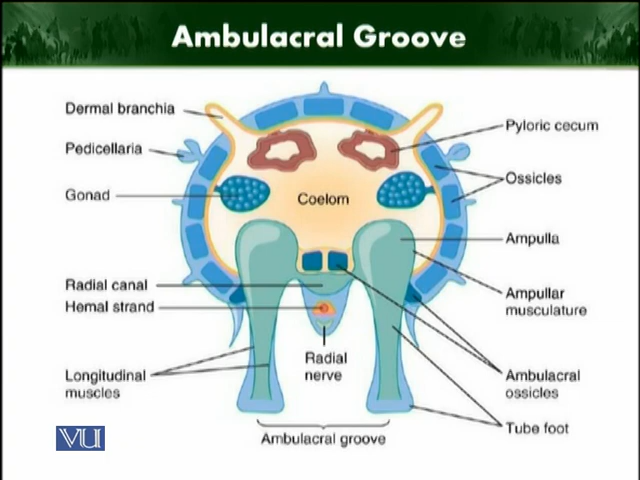 Ambulacral Groove
Dermal branchia
Pedicellaria
Gonad
Coelom
Radial canal
Hemal strand
Longitudinal
muscles
Radial
nerve
Ambulacral groove
Pyloric cecum
Ossicles
Ampulla
Ampullar
musculature
Ambulacral
ossicles
Tube foot
VU